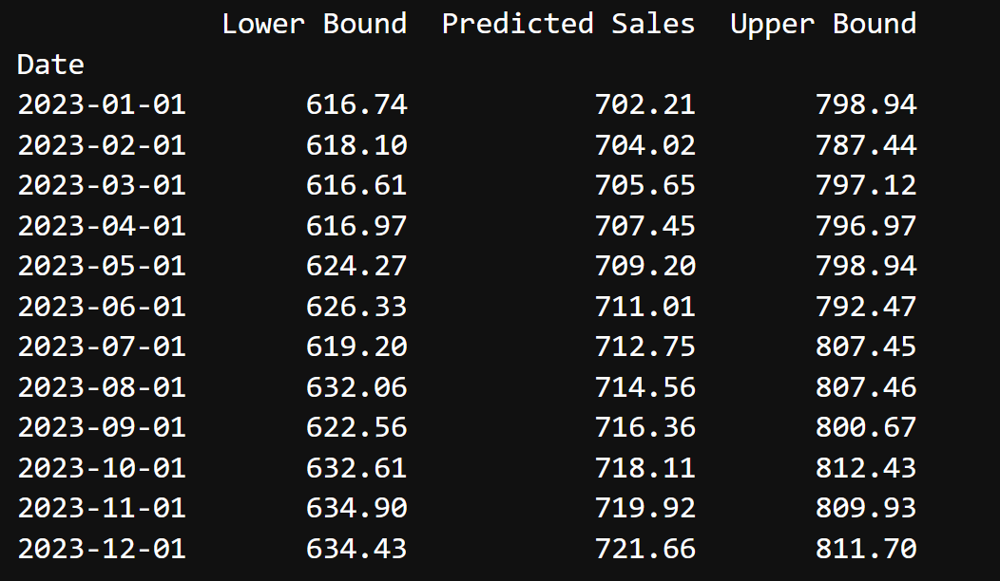 Lower Bound  Predicted Sales  Upper Bound
Date
2023-01-01       616.74           702.21       798.94
2023-02-01       618.10           704.02       787.44
2023-03-01       616.61           705.65       797.12
2023-04-01       616.97           707.45       796.97
2023-05-01       624.27           709.20       798.94
2023-06-01       626.33           711.01       792.47
2023-07-01       619.20           712.75       807.45
2023-08-01       632.06           714.56       807.46
2023-09-01       622.56           716.36       800.67
2023-10-01       632.61           718.11       812.43
2023-11-01       634.90           719.92       809.93
2023-12-01       634.43           721.66       811.70